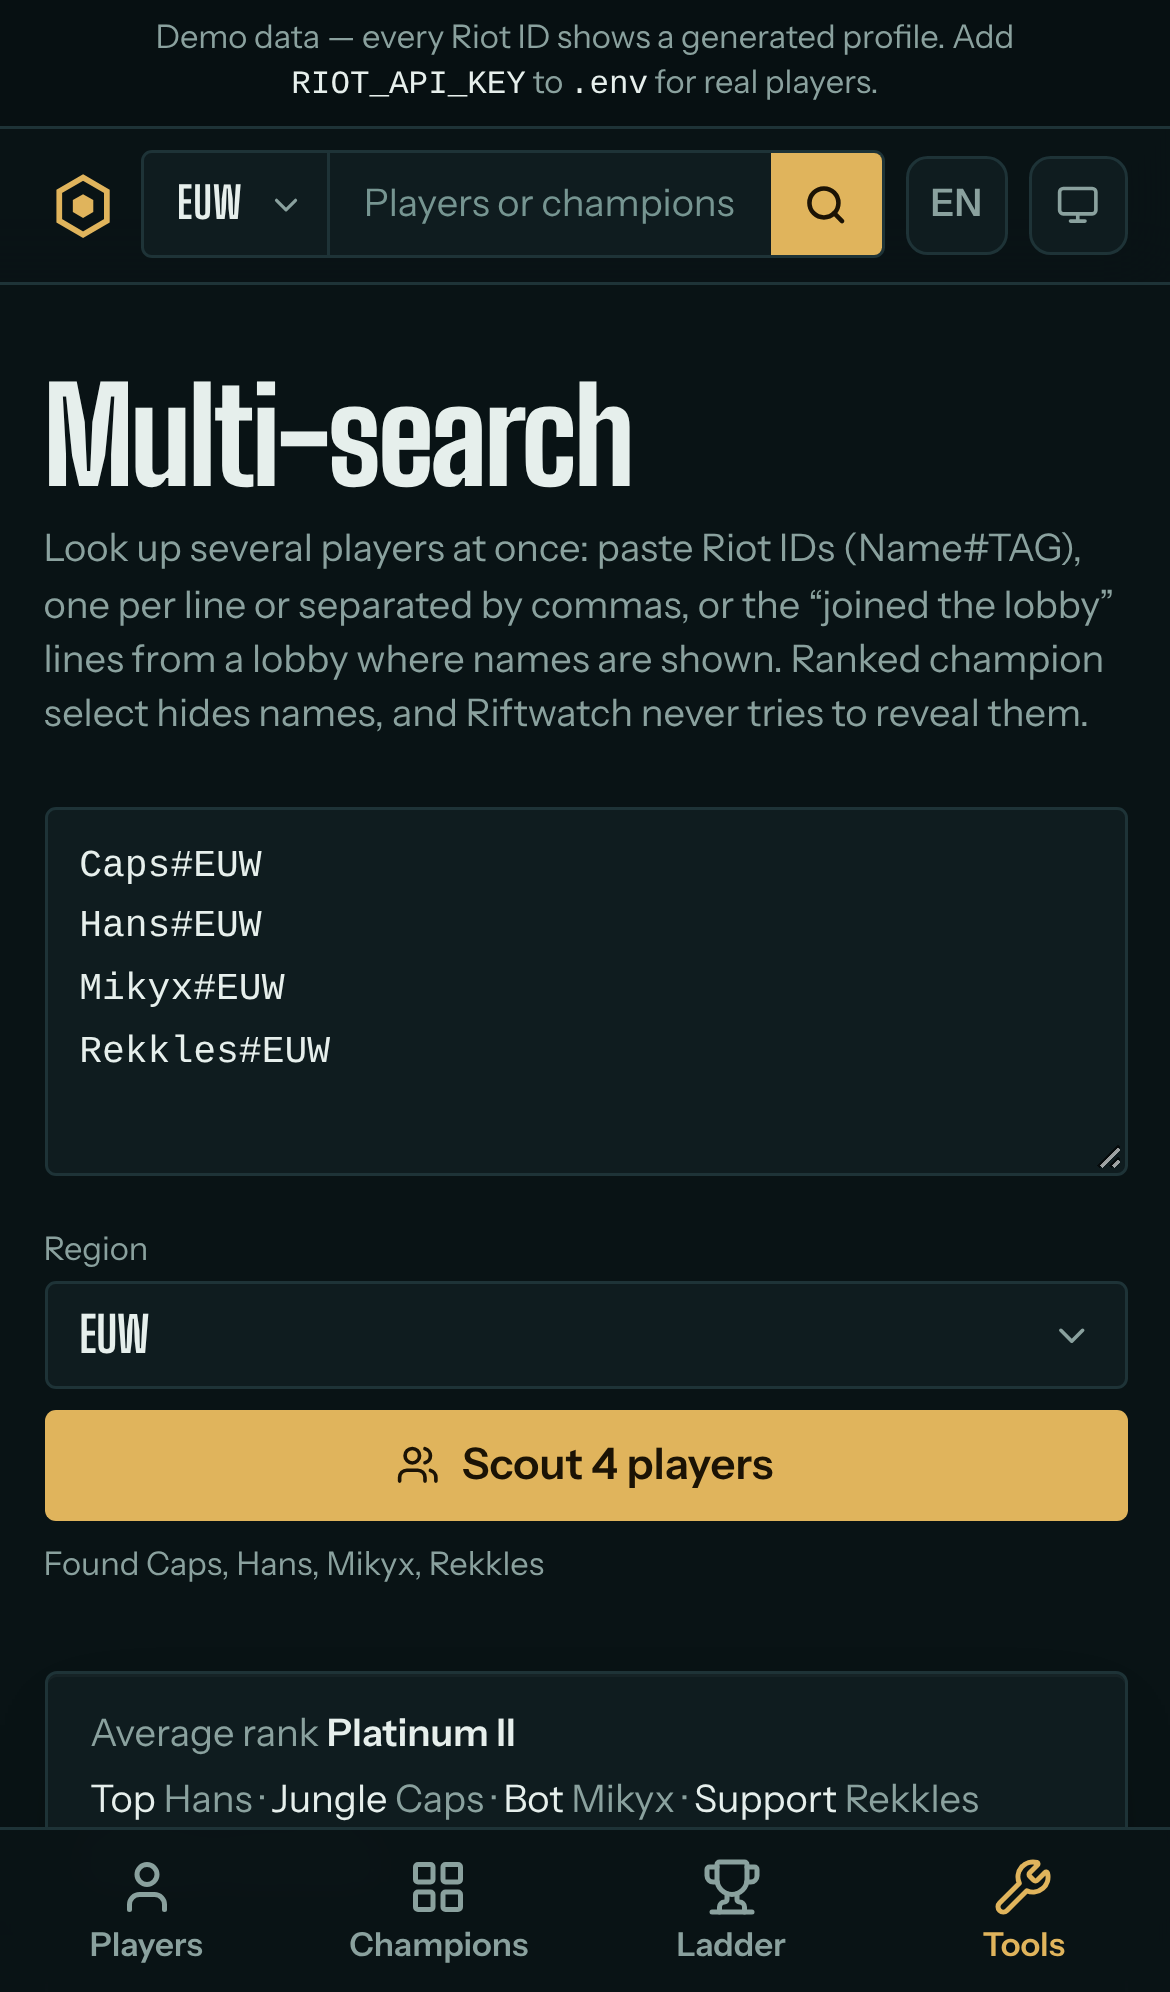 Demo data — every Riot ID shows a generated profile. Add
RIOT_API_KEY to .env for real players.
EUW
Players or champions
EN
Multi-search
Look up several players at once: paste Riot IDs (Name#TAG),
one per line or separated by commas, or the “joined the lobby”
lines from a lobby where names are shown. Ranked champion
select hides names, and Riftwatch never tries to reveal them.
Caps#EUW
Hans#EUW
Mikyx#EUW
Rekkles#EUW
Region
EUW
Scout 4 players
Found Caps, Hans, Mikyx, Rekkles
Average rank Platinum II
Top Hans · Jungle Caps · Bot Mikyx · Support Rekkles
Players
Champions
Ladder
Tools